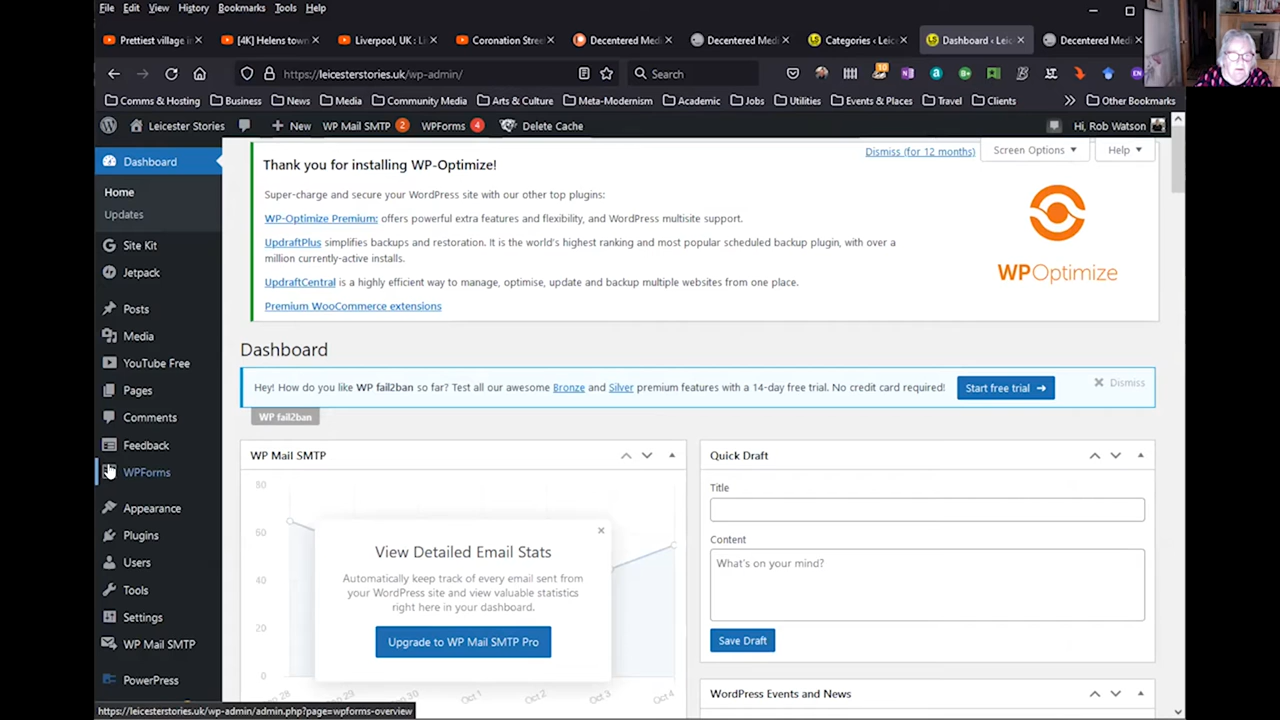 File Edit View History Bookmarks Tools Help
Prettiest village in
[4K] Helens town
Liverpool, UK : Liv
Coronation Stree
Decentered Med
Decentered Med
Categories ‹ Leic
Dashboard ‹ Leic
Decentered Med
https://leicesterstories.uk/wp-admin/
Search
10
Comms & Hosting Business News Media Community Media Arts & Culture Meta-Modernism Academic Jobs Utilities Events & Places Travel Clients Other Bookmarks
Leicester Stories New WP Mail SMTP 2 WPForms 4 Delete Cache Hi, Rob Watson
Dashboard
Home
Updates
Site Kit
Jetpack
Posts
Media
YouTube Free
Pages
Comments
Feedback
WPForms
Appearance
Plugins
Users
Tools
Settings
WP Mail SMTP
PowerPress
Thank you for installing WP-Optimize!
Dismiss (for 12 months)
Screen Options
Help
Super-charge and secure your WordPress site with our other top plugins:
WP-Optimize Premium: offers powerful extra features and flexibility, and WordPress multisite support.
UpdraftPlus simplifies backups and restoration. It is the world's highest ranking and most popular scheduled backup plugin, with over a
million currently-active installs.
UpdraftCentral is a highly efficient way to manage, optimise, update and backup multiple websites from one place.
Premium WooCommerce extensions
WPOptimize
Dashboard
Hey! How do you like WP fail2ban so far? Test all our awesome Bronze and Silver premium features with a 14-day free trial. No credit card required!
Start free trial
Dismiss
WP fail2ban
WP Mail SMTP
80
60
40
20
0
View Detailed Email Stats
Automatically keep track of every email sent from
your WordPress site and view valuable statistics
right here in your dashboard.
Upgrade to WP Mail SMTP Pro
Oct 1
Oct 2
Oct 3
Oct 4
Quick Draft
Title
Content
What's on your mind?
Save Draft
WordPress Events and News
https://leicesterstories.uk/wp-admin/admin.php?page=wpforms-overview